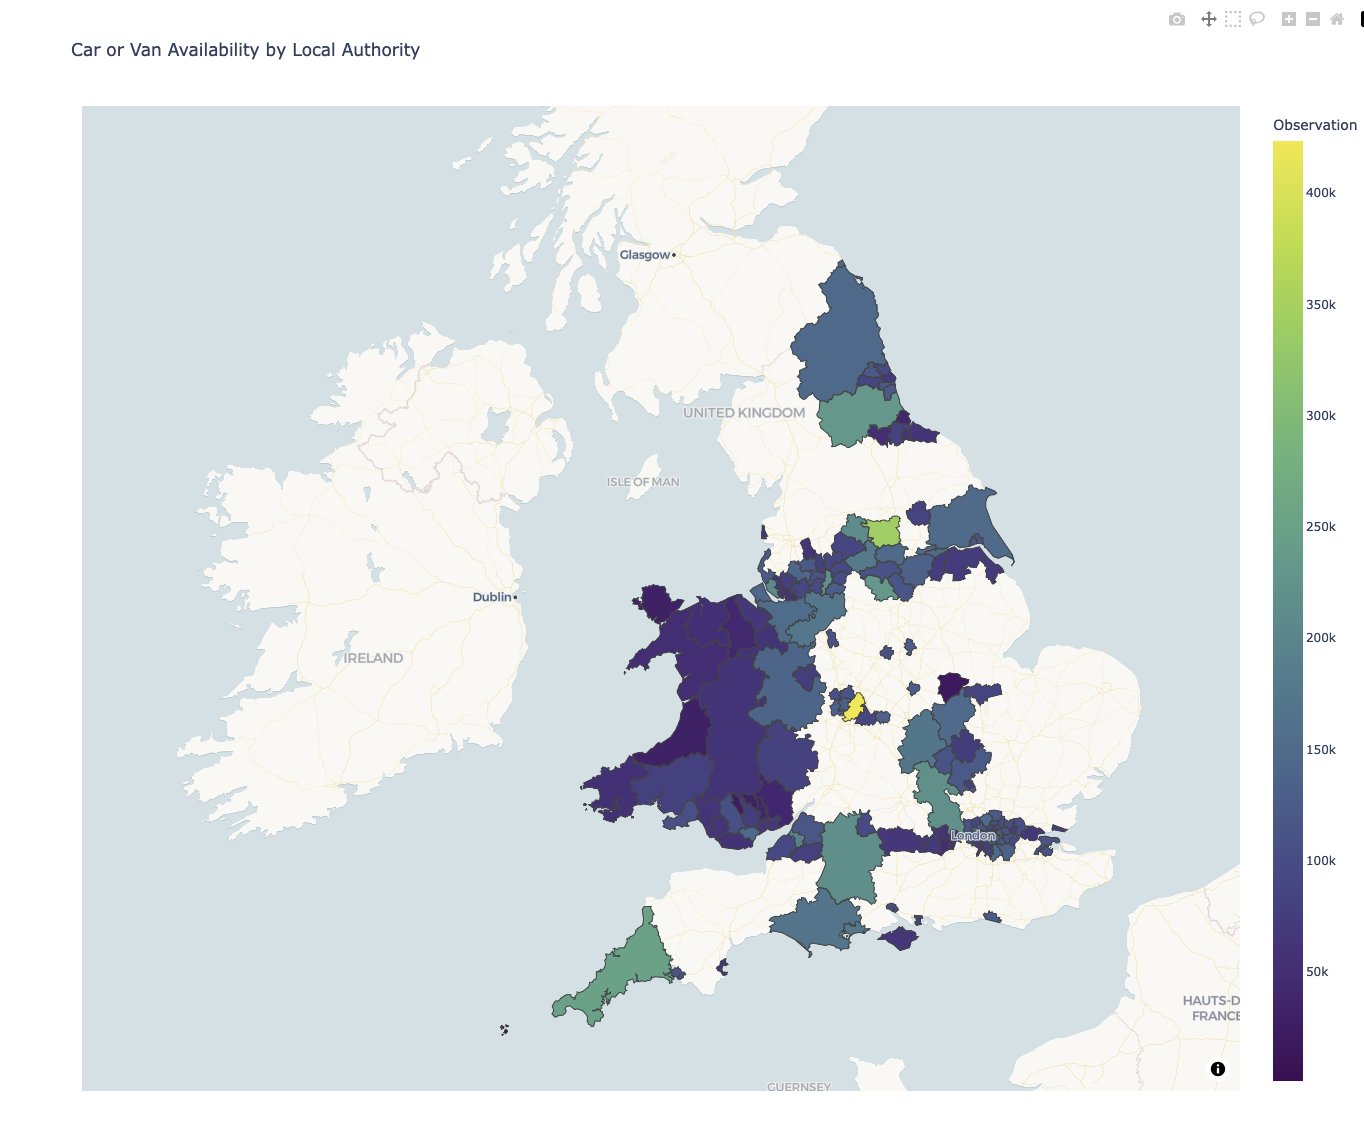 Car or Van Availability by Local Authority
Observation
400k
350k
300k
250k
200k
150k
100k
50k
Glasgow
UNITED KINGDOM
ISLE OF MAN
Dublin
IRELAND
London
HAUTS-D
FRANCE
GUERNSEY